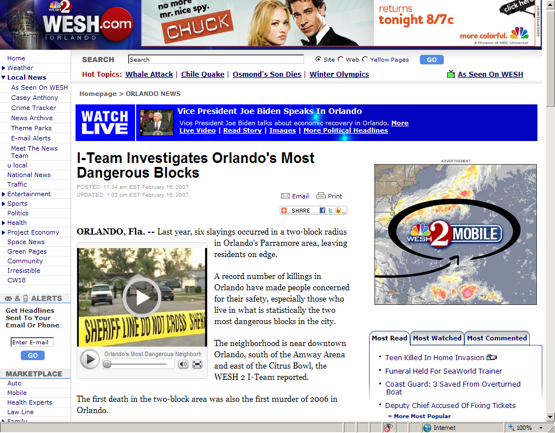 2
NBC
WESH.com
ORLANDO
no more
mr. nice spy.
CHUCK
returns
tonight 8/7c
click here
more colorful.
A Division of NBC Universal
Home
Weather
Local News
As Seen On WESH
Casey Anthony
Crime Tracker
News Archive
Theme Parks
E-mail Alerts
Meet The News
Team
u local
National News
Traffic
Entertainment
Sports
Politics
Health
Project Economy
Space News
Green Pages
Community
Irresistible
CW18
& ALERTS
Get Headlines
Sent To Your
Email Or Phone
Enter E-mail
GO
MARKETPLACE
Auto
Mobile
Health Experts
Law Line
Family
SEARCH Search Site Web Yellow Pages GO
Hot Topics: Whale Attack | Chile Quake | Osmond's Son Dies | Winter Olympics As Seen On WESH
Homepage > ORLANDO NEWS
WATCH
LIVE
Vice President Joe Biden Speaks In Orlando
Vice President Joe Biden talks about economic recovery in Orlando. More
Live Video | Read Story | Images | More Political Headlines
I-Team Investigates Orlando's Most
Dangerous Blocks
POSTED: 11:34 am EST February 16, 2007
UPDATED: 1:02 pm EST February 16, 2007
Email Print
SHARE
ORLANDO, Fla. -- Last year, six slayings occurred in a two-block radius
in Orlando's Parramore area, leaving
residents on edge.
A record number of killings in
Orlando have made people concerned
for their safety, especially those who
live in what is statistically the two
most dangerous blocks in the city.
SHERIFF LINE DO NOT CROSS SHER
Orlando's Most Dangerous Neighborh
The neighborhood is near downtown
Orlando, south of the Amway Arena
and east of the Citrus Bowl, the
WESH 2 I-Team reported.
The first death in the two-block area was also the first murder of 2006 in
Orlando.
ADVERTISEMENT
WESH 2 MOBILE
Most Read Most Watched Most Commented
Teen Killed In Home Invasion
Funeral Held For SeaWorld Trainer
Coast Guard: 3 Saved From Overturned
Boat
Deputy Chief Accused Of Fixing Tickets
More Most Popular
Internet 100%